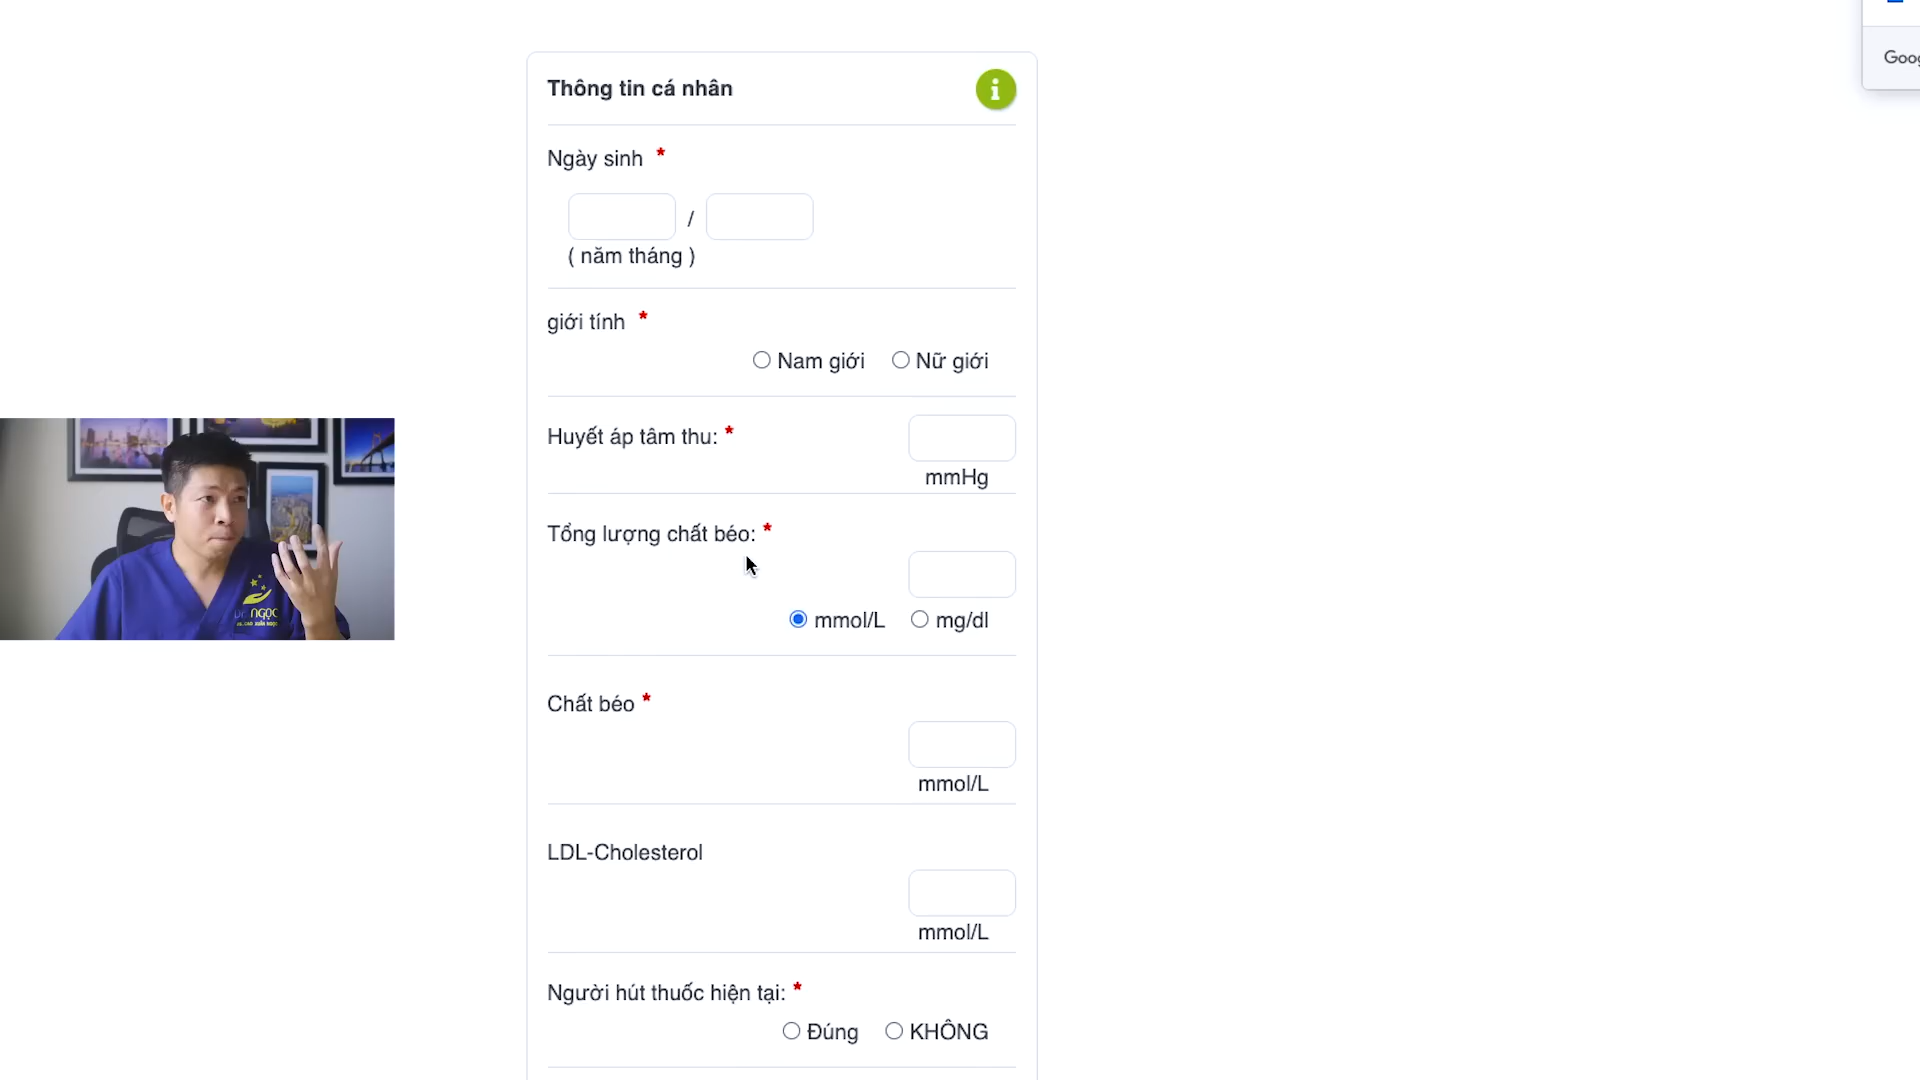 Goog
Thông tin cá nhân
Ngày sinh *
/
( năm tháng )
giới tính *
Nam giới Nữ giới
Huyết áp tâm thu: *
mmHg
Tổng lượng chất béo: *
mmol/L mg/dl
Chất béo *
mmol/L
LDL-Cholesterol
mmol/L
Người hút thuốc hiện tại: *
Đúng KHÔNG
NGỌC